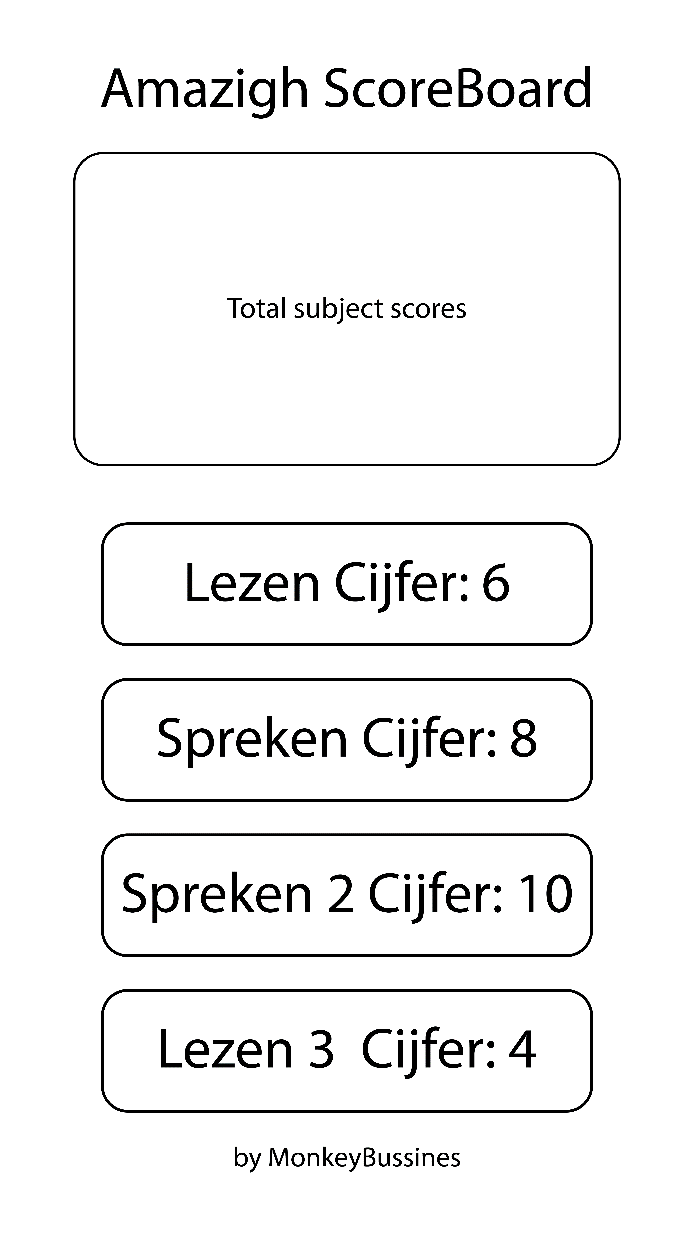 Amazigh ScoreBoard
Total subject scores
Lezen Cijfer: 6
Spreken Cijfer: 8
Spreken 2 Cijfer: 10
Lezen 3  Cijfer: 4
by MonkeyBussines